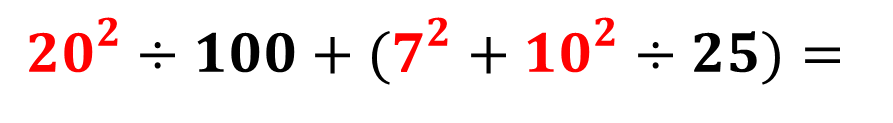 20² ÷ 100 + (7² + 10² ÷ 25) =